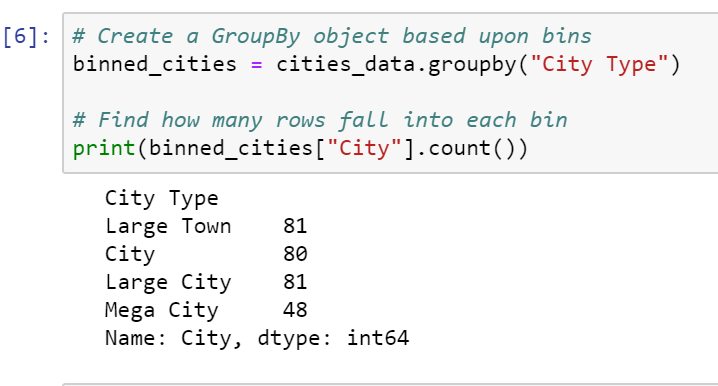 [6]: # Create a GroupBy object based upon bins
binned_cities = cities_data.groupby("City Type")
# Find how many rows fall into each bin
print(binned_cities["City"].count())
City Type
Large Town    81
City          80
Large City    81
Mega City     48
Name: City, dtype: int64